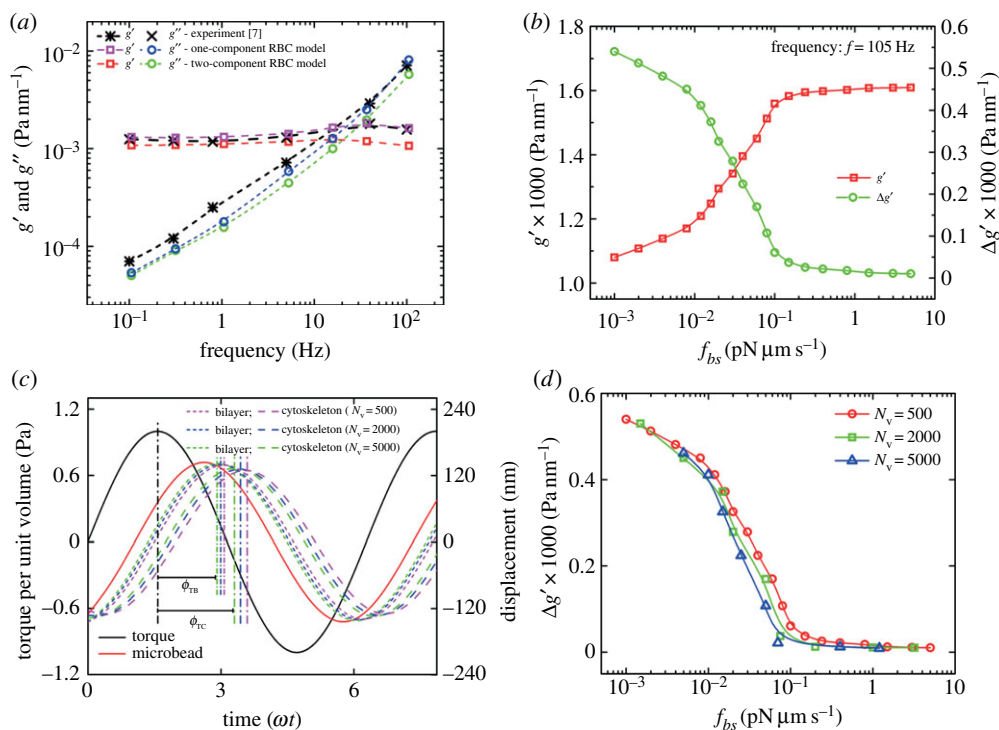 (a)
g′ g″ - experiment [7]
g′ g″ - one-component RBC model
g′ g″ - two-component RBC model
g′ and g″ (Pa nm⁻¹)
10⁻²
10⁻³
10⁻⁴
10⁻¹ 1 10 10²
frequency (Hz)
(b)
frequency: f = 105 Hz
g′ × 1000 (Pa nm⁻¹)
1.8
1.6
1.4
1.2
1.0
g′
Δg′
Δg′ × 1000 (Pa nm⁻¹)
0.6
0.5
0.4
0.3
0.2
0.1
0
10⁻³ 10⁻² 10⁻¹ 1 10
f_bs (pN μm s⁻¹)
(c)
bilayer; cytoskeleton (N_v = 500)
bilayer; cytoskeleton (N_v = 2000)
bilayer; cytoskeleton (N_v = 5000)
torque per unit volume (Pa)
1.2
0.6
0
−0.6
−1.2
ϕ_TB
ϕ_TC
torque
microbead
displacement (nm)
240
120
0
−120
−240
0 3 6
time (ωt)
(d)
N_v = 500
N_v = 2000
N_v = 5000
Δg′ × 1000 (Pa nm⁻¹)
0.6
0.4
0.2
0
10⁻³ 10⁻² 10⁻¹ 1 10
f_bs (pN μm s⁻¹)